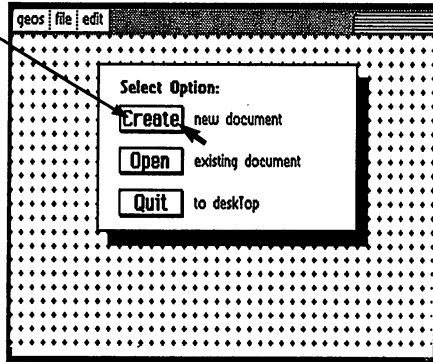 geos file edit
Select Option:
Create new document
Open existing document
Quit to deskTop